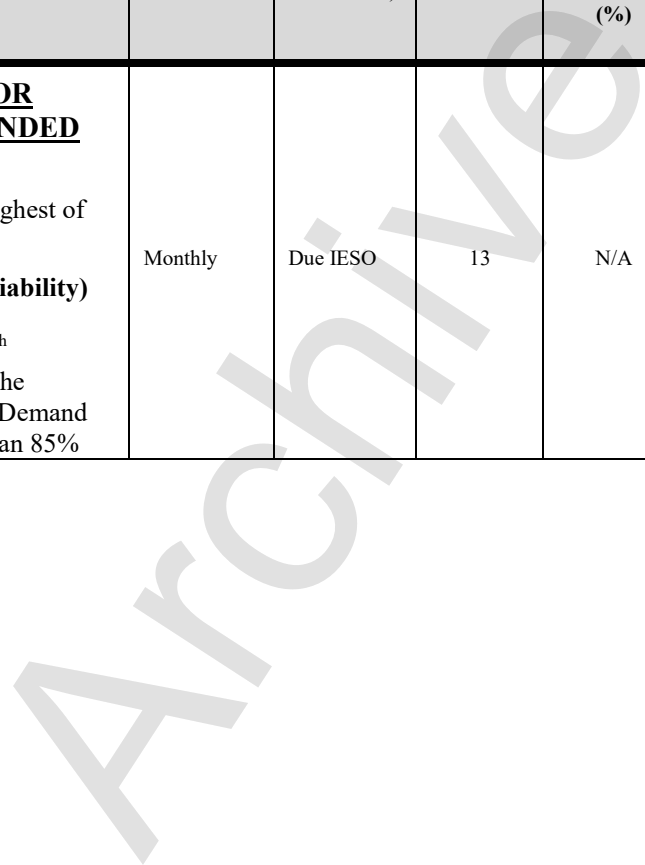 (%)
OR
NDED
ghest of
iability)
h
he
Demand
an 85%
Monthly
Due IESO
13
N/A
Archive